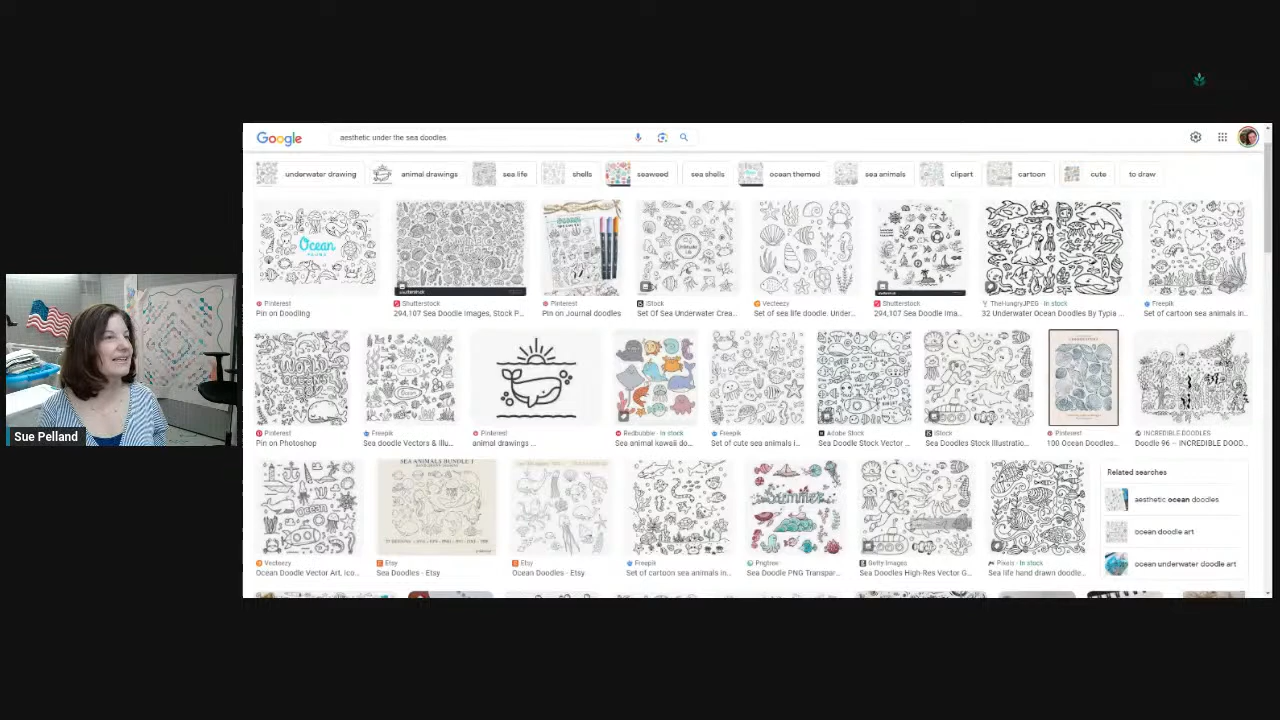 Google
aesthetic under the sea doodles
underwater drawing
animal drawings
sea life
shells
seaweed
sea shells
ocean themed
sea animals
clipart
cartoon
cute
to draw
Ocean
Underwater Life
shutterstock
Pinterest
Pin on Doodling
Shutterstock
294,107 Sea Doodle Images, Stock P...
Pinterest
Pin on Journal doodles
iStock
Set Of Sea Underwater Crea...
Vecteezy
Set of sea life doodle. Under...
Shutterstock
294,107 Sea Doodle Ima...
TheHungryJPEG · In stock
32 Underwater Ocean Doodles By Typia ...
Freepik
Set of cartoon sea animals in...
World
Pinterest
Pin on Photoshop
Freepik
Sea doodle Vectors & Illu...
Pinterest
animal drawings ...
Redbubble · In stock
Sea animal kawaii do...
Freepik
Set of cute sea animals i...
Adobe Stock
Sea Doodle Stock Vector ...
iStock
Sea Doodles Stock Illustratio...
Pinterest
100 Ocean Doodles...
INCREDIBLE DOODLES
Doodle 96 – INCREDIBLE DOOD...
Sue Pelland
SEA ANIMALS BUNDLE 1
Summer
Vecteezy
Ocean Doodle Vector Art, Ico...
Etsy
Sea Doodles - Etsy
Etsy
Ocean Doodles - Etsy
Freepik
Set of cartoon sea animals in...
Pngtree
Sea Doodle PNG Transpar...
Getty Images
Sea Doodles High-Res Vector G...
Pixels · In stock
Sea life hand drawn doodle...
Related searches
aesthetic ocean doodles
ocean doodle art
ocean underwater doodle art